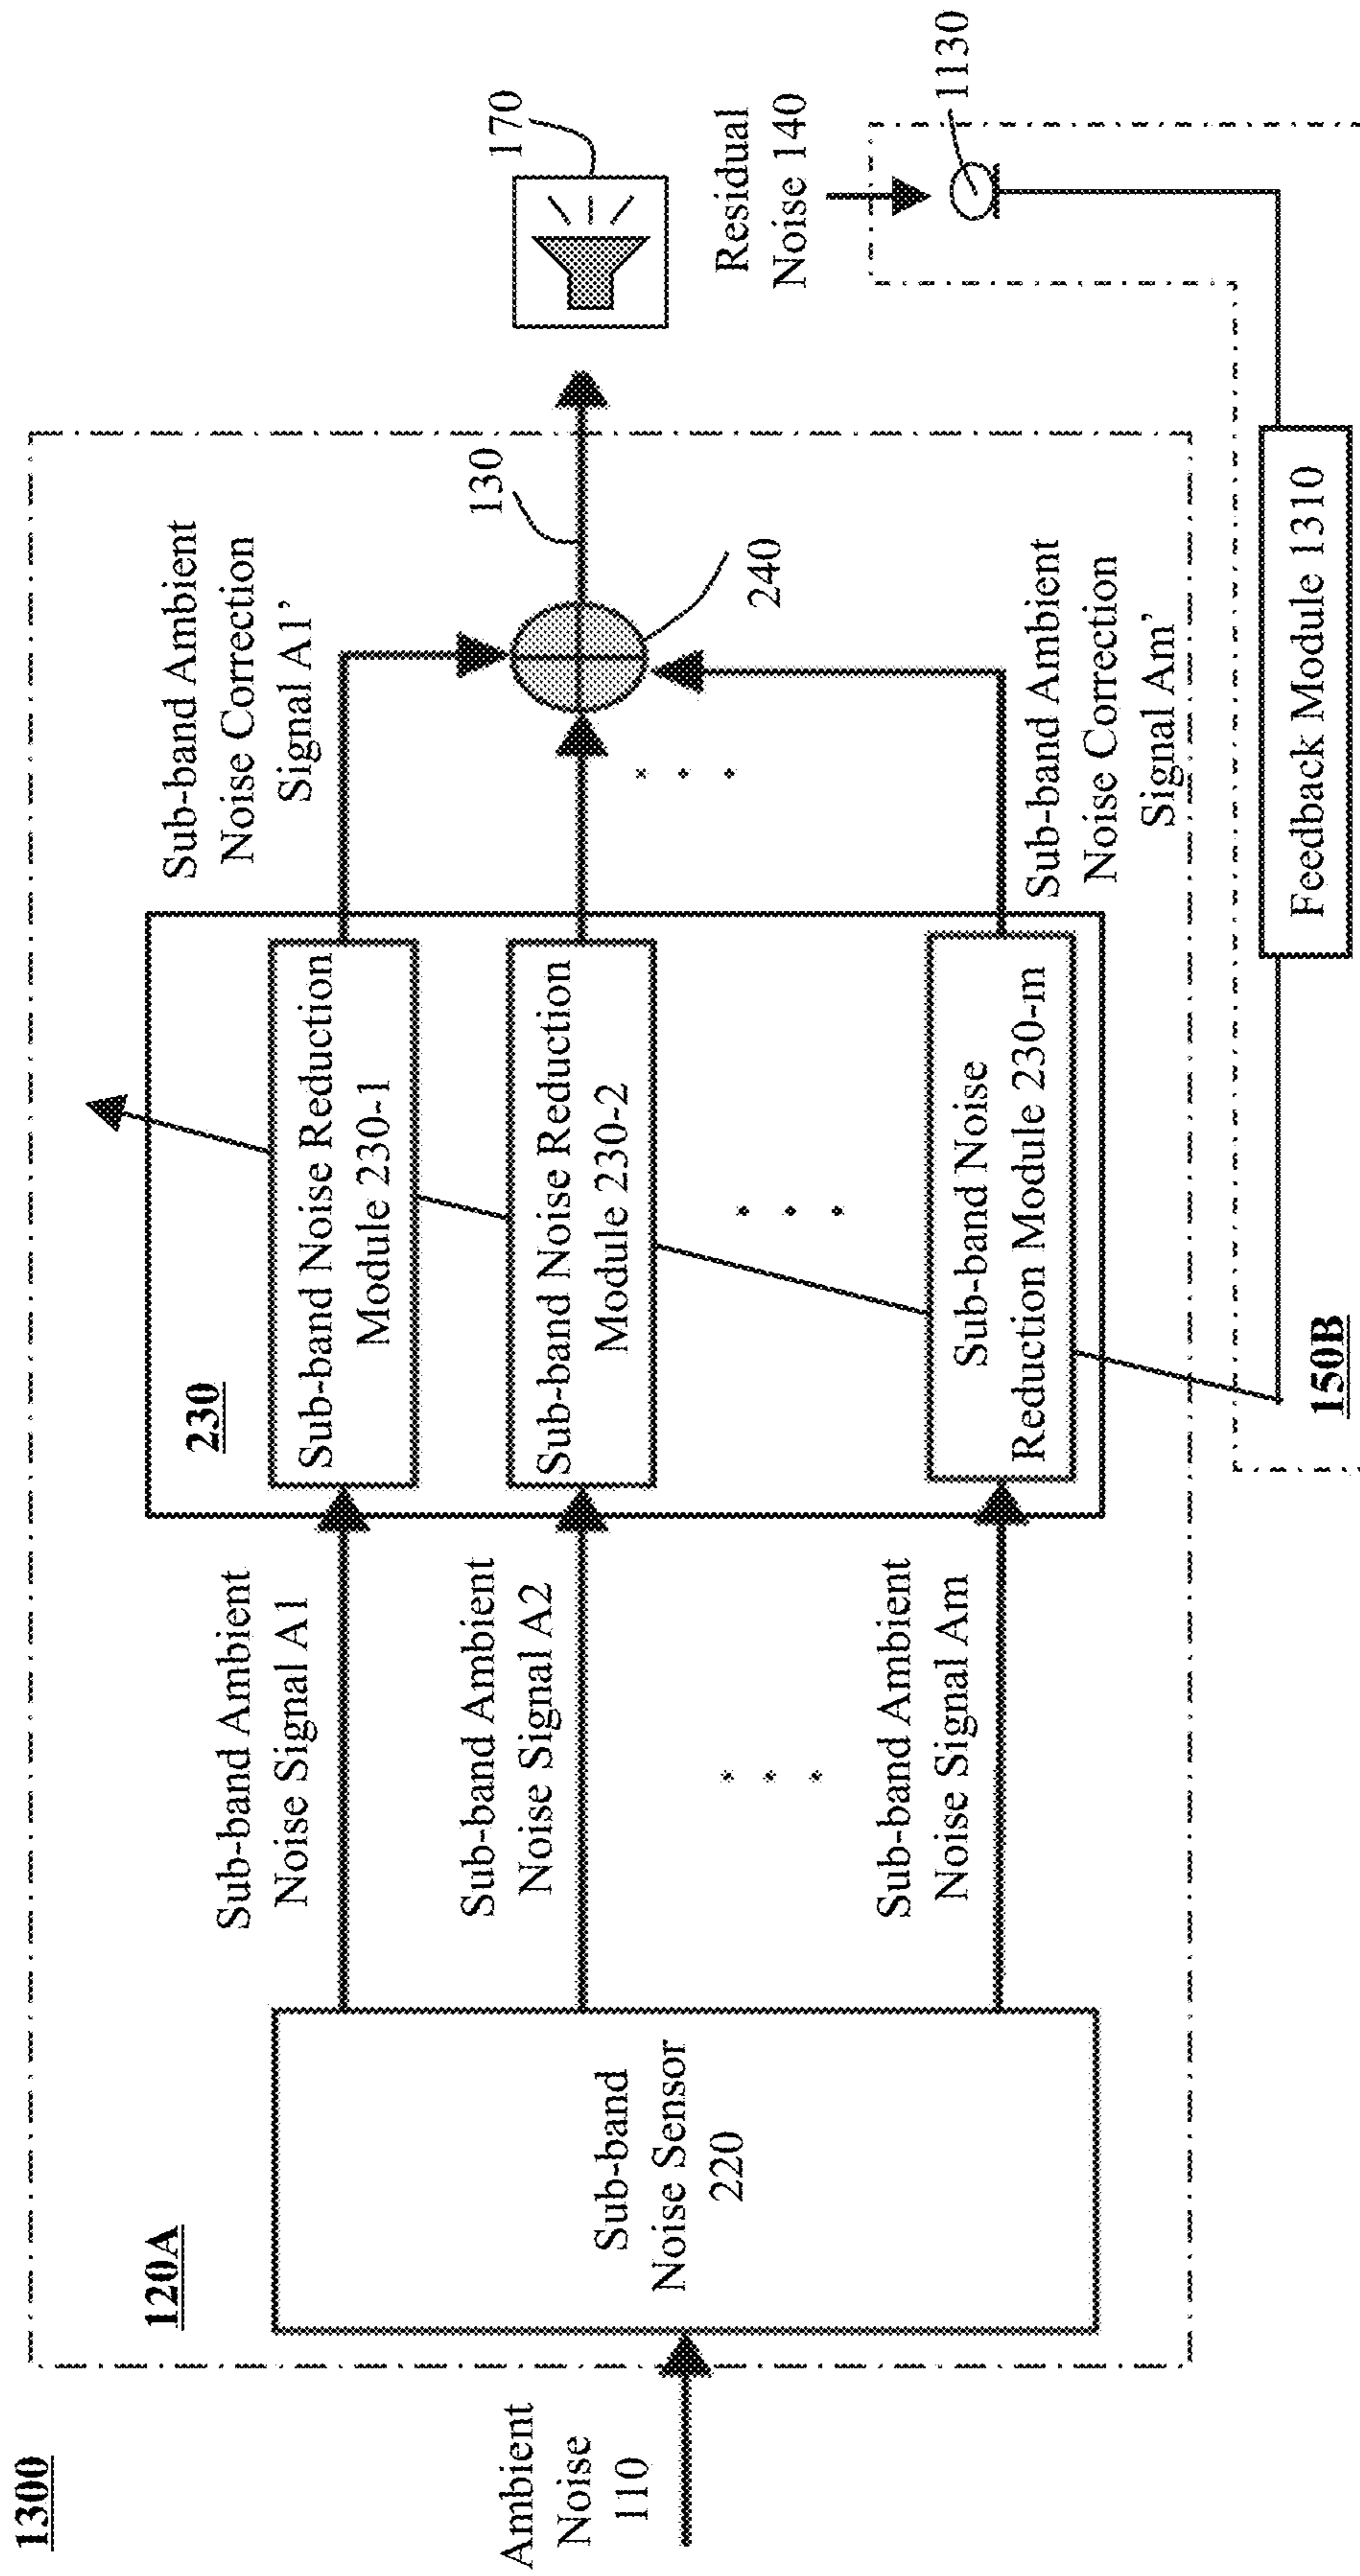 1300
120A
Ambient
Noise
110
Sub-band
Noise Sensor
220
Sub-band Ambient
Noise Signal A1
Sub-band Ambient
Noise Signal A2
Sub-band Ambient
Noise Signal Am
230
Sub-band Noise Reduction
Module 230-1
Sub-band Noise Reduction
Module 230-2
Sub-band Noise
Reduction Module 230-m
Sub-band Ambient
Noise Correction
Signal A1'
130
240
Sub-band Ambient
Noise Correction
Signal Am'
170
Residual
Noise 140
1130
Feedback Module 1310
150B